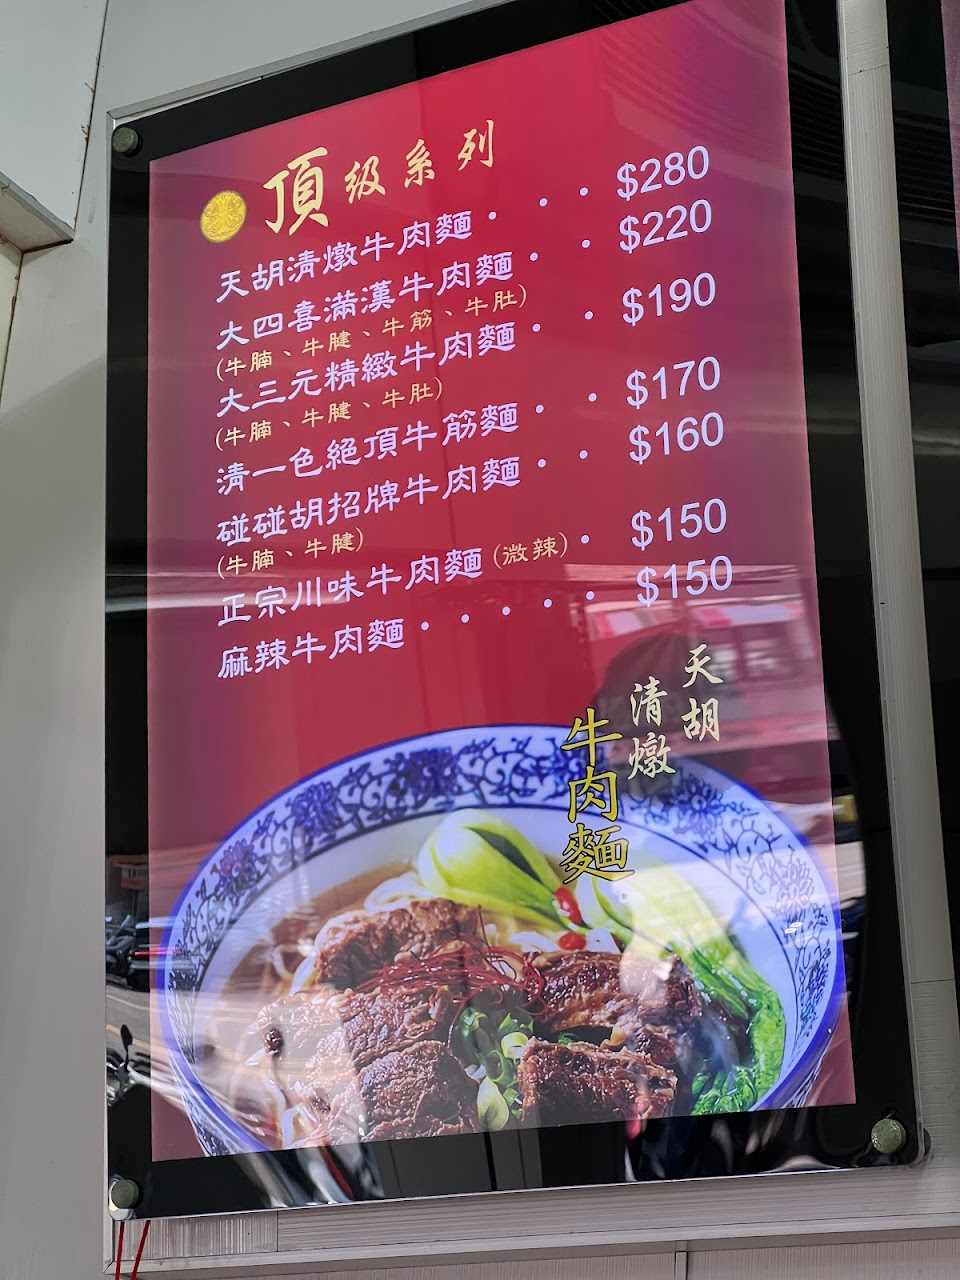 頂級系列
天胡清燉牛肉麵・・・$280
大四喜滿漢牛肉麵・・$220
(牛腩、牛腱、牛筋、牛肚)
大三元精緻牛肉麵・・$190
(牛腩、牛腱、牛肚)
清一色絕頂牛筋麵・・$170
碰碰胡招牌牛肉麵・・$160
(牛腩、牛腱)
正宗川味牛肉麵(微辣)・$150
麻辣牛肉麵・・・・・$150
天胡
清燉
牛肉麵